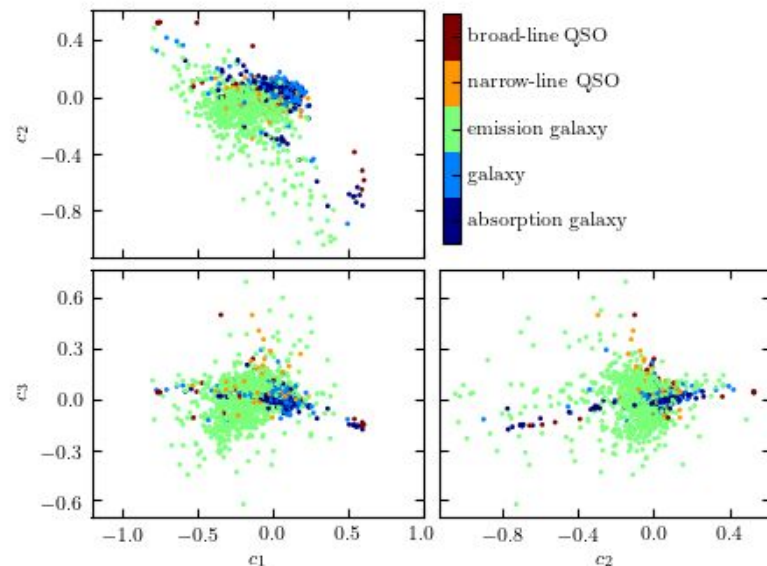 0.4
0.0
−0.4
−0.8
c2
broad-line QSO
narrow-line QSO
emission galaxy
galaxy
absorption galaxy
0.6
0.3
0.0
−0.3
−0.6
c3
−1.0 −0.5 0.0 0.5 1.0
c1
−0.8 −0.4 0.0 0.4
c2